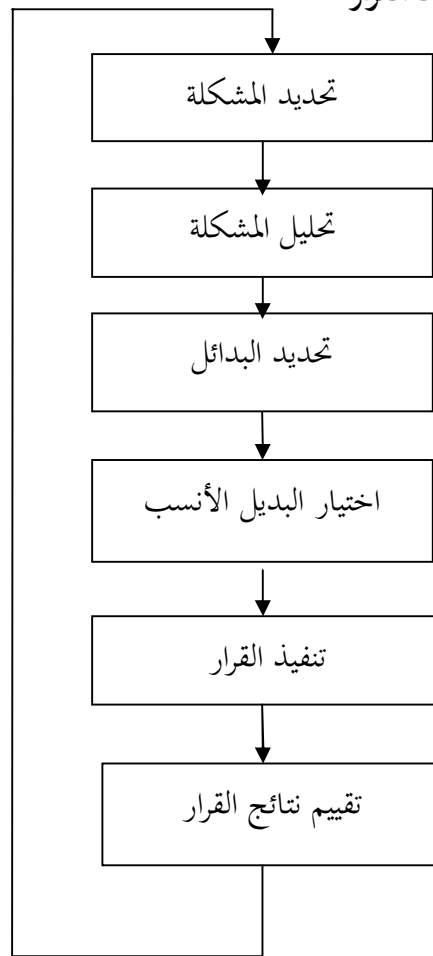 تحديد المشكلة
تحليل المشكلة
تحديد البدائل
اختيار البديل الأنسب
تنفيذ القرار
تقييم نتائج القرار